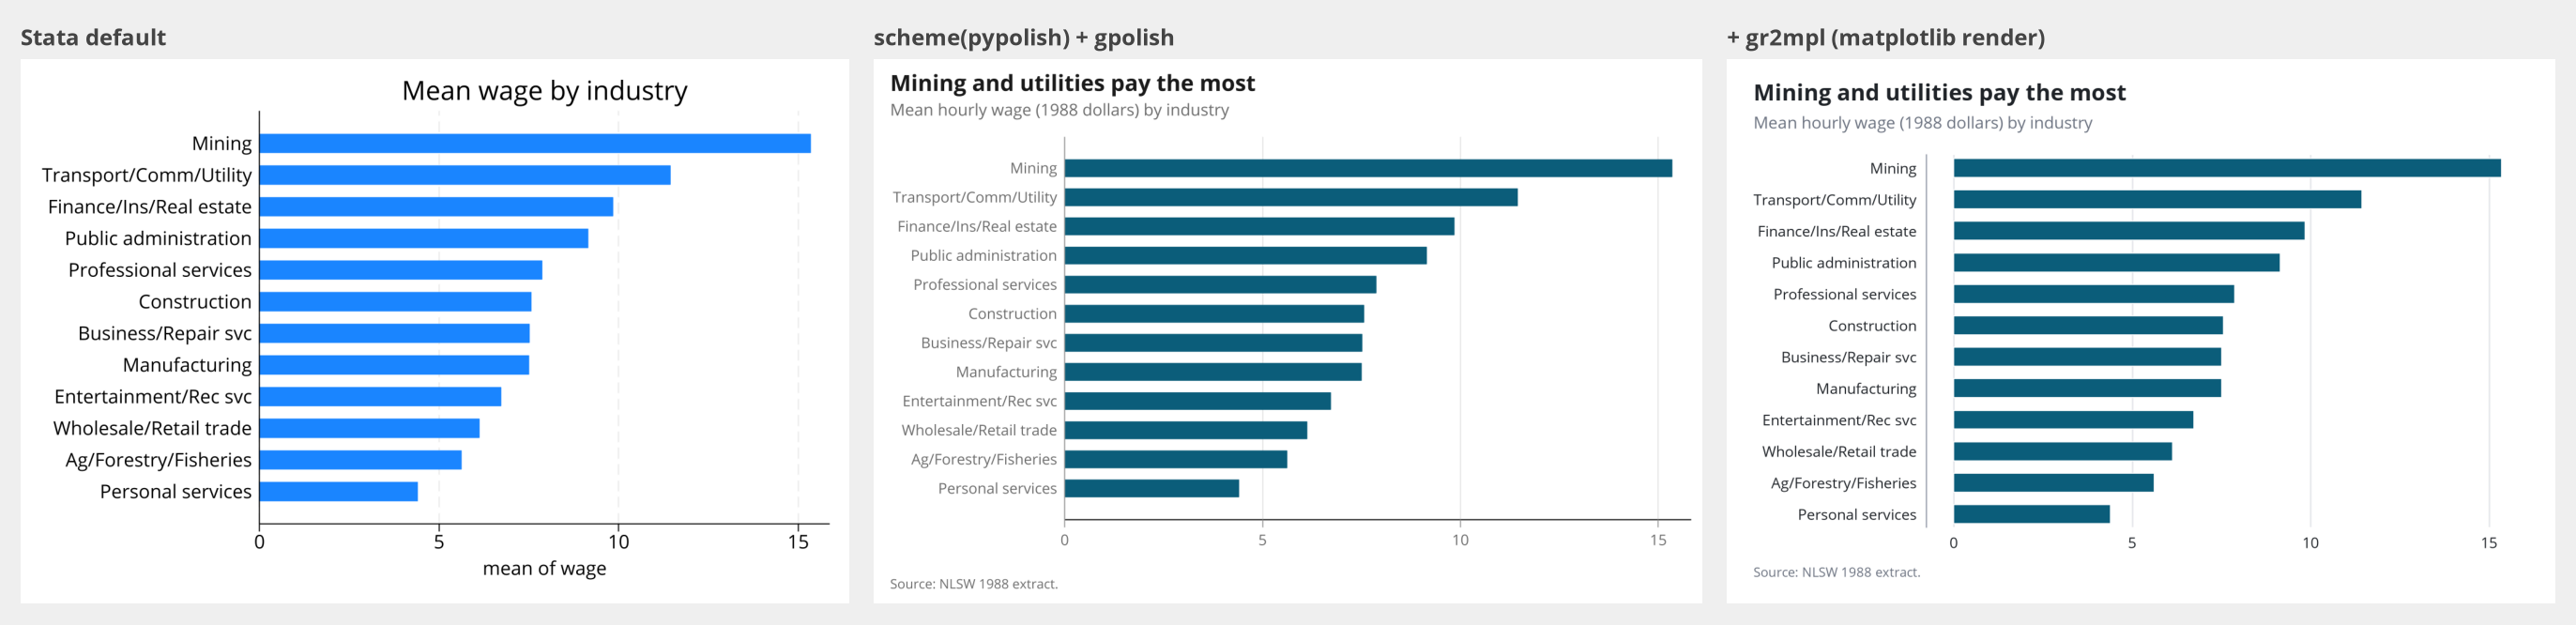 Stata default
Mean wage by industry
Mining
Transport/Comm/Utility
Finance/Ins/Real estate
Public administration
Professional services
Construction
Business/Repair svc
Manufacturing
Entertainment/Rec svc
Wholesale/Retail trade
Ag/Forestry/Fisheries
Personal services
0 5 10 15
mean of wage
scheme(pypolish) + gpolish
Mining and utilities pay the most
Mean hourly wage (1988 dollars) by industry
Mining
Transport/Comm/Utility
Finance/Ins/Real estate
Public administration
Professional services
Construction
Business/Repair svc
Manufacturing
Entertainment/Rec svc
Wholesale/Retail trade
Ag/Forestry/Fisheries
Personal services
0 5 10 15
Source: NLSW 1988 extract.
+ gr2mpl (matplotlib render)
Mining and utilities pay the most
Mean hourly wage (1988 dollars) by industry
Mining
Transport/Comm/Utility
Finance/Ins/Real estate
Public administration
Professional services
Construction
Business/Repair svc
Manufacturing
Entertainment/Rec svc
Wholesale/Retail trade
Ag/Forestry/Fisheries
Personal services
0 5 10 15
Source: NLSW 1988 extract.